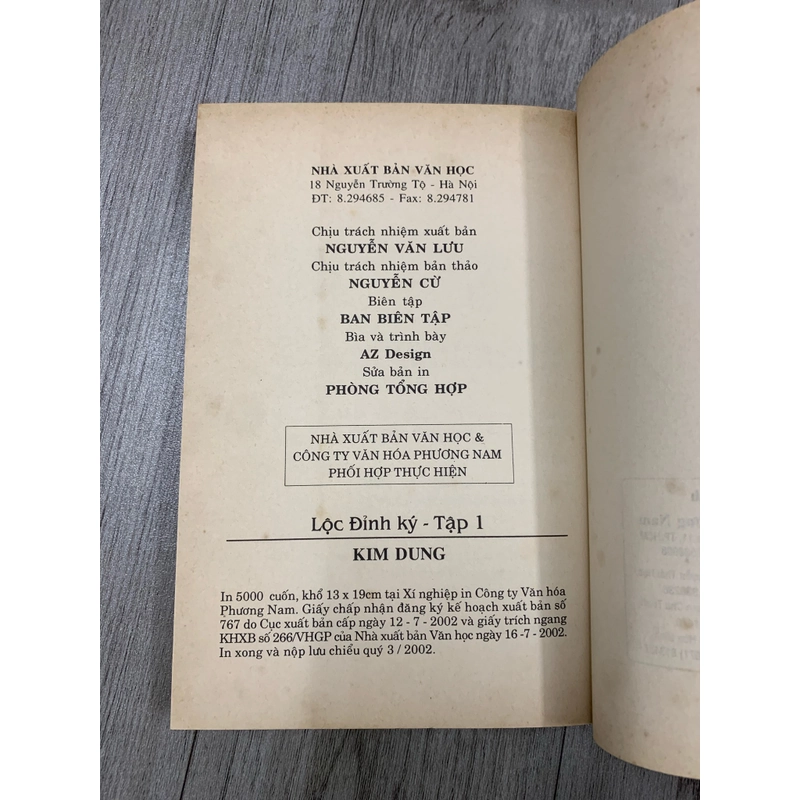 NHÀ XUẤT BẢN VĂN HỌC
18 Nguyễn Trường Tộ - Hà Nội
ĐT: 8.294685 - Fax: 8.294781
Chịu trách nhiệm xuất bản
NGUYỄN VĂN LƯU
Chịu trách nhiệm bản thảo
NGUYỄN CỪ
Biên tập
BAN BIÊN TẬP
Bìa và trình bày
AZ Design
Sửa bản in
PHÒNG TỔNG HỢP
NHÀ XUẤT BẢN VĂN HỌC &
CÔNG TY VĂN HÓA PHƯƠNG NAM
PHỐI HỢP THỰC HIỆN
Lộc Đỉnh ký - Tập 1
KIM DUNG
In 5000 cuốn, khổ 13 x 19cm tại Xí nghiệp in Công ty Văn hóa
Phương Nam. Giấy chấp nhận đăng ký kế hoạch xuất bản số
767 do Cục xuất bản cấp ngày 12 - 7 - 2002 và giấy trích ngang
KHXB số 266/VHGP của Nhà xuất bản Văn học ngày 16 -7 - 2002.
In xong và nộp lưu chiểu quý 3 / 2002.